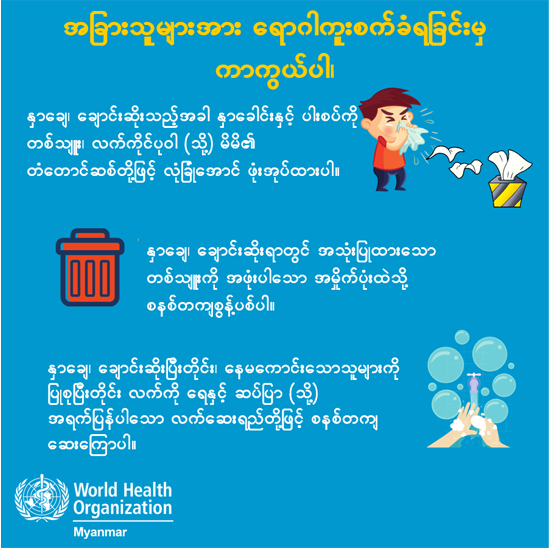 အခြားသူများအား ရောဂါကူးစက်ခံရခြင်းမှ
ကာကွယ်ပါ၊
နှာချေ၊ ချောင်းဆိုးသည့်အခါ နှာခေါင်းနှင့် ပါးစပ်ကို
တစ်သျှူး၊ လက်ကိုင်ပုဝါ (သို့) မိမိ၏
တံတောင်ဆစ်တို့ဖြင့် လုံခြုံအောင် ဖုံးအုပ်ထားပါ။
နှာချေ၊ ချောင်းဆိုးရာတွင် အသုံးပြုထားသော
တစ်သျှူးကို အဖုံးပါသော အမှိုက်ပုံးထဲသို့
စနစ်တကျစွန့်ပစ်ပါ။
နှာချေ၊ ချောင်းဆိုးပြီးတိုင်း၊ နေမကောင်းသောသူများကို
ပြုစုပြီးတိုင်း လက်ကို ရေနှင့် ဆပ်ပြာ (သို့)
အရက်ပြန်ပါသော လက်ဆေးရည်တို့ဖြင့် စနစ်တကျ
ဆေးကြောပါ။
World Health
Organization
Myanmar